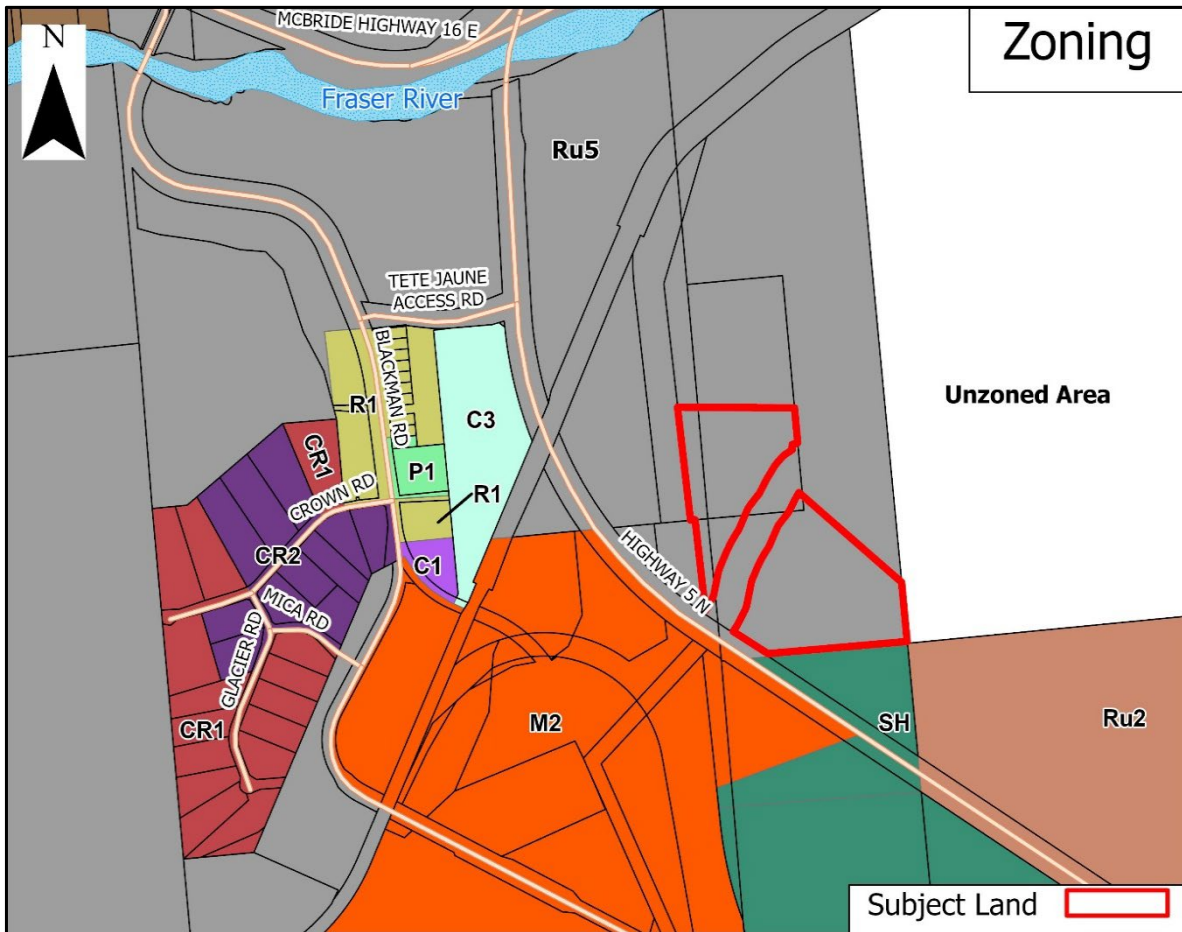 MCBRIDE HIGHWAY 16 E
Zoning
N
Fraser River
Ru5
TETE JAUNE
ACCESS RD
Unzoned Area
BLACKMAN RD
R1
C3
CR1
P1
CROWN RD
R1
CR2
C1
HIGHWAY 5 N
MICA RD
GLACIER RD
CR1
M2
SH
Ru2
Subject Land